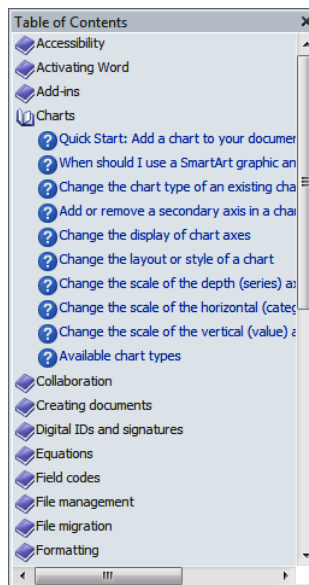 Table of Contents
Accessibility
Activating Word
Add-ins
Charts
Quick Start: Add a chart to your documer
When should I use a SmartArt graphic an
Change the chart type of an existing cha
Add or remove a secondary axis in a char
Change the display of chart axes
Change the layout or style of a chart
Change the scale of the depth (series) a
Change the scale of the horizontal (categ
Change the scale of the vertical (value) a
Available chart types
Collaboration
Creating documents
Digital IDs and signatures
Equations
Field codes
File management
File migration
Formatting